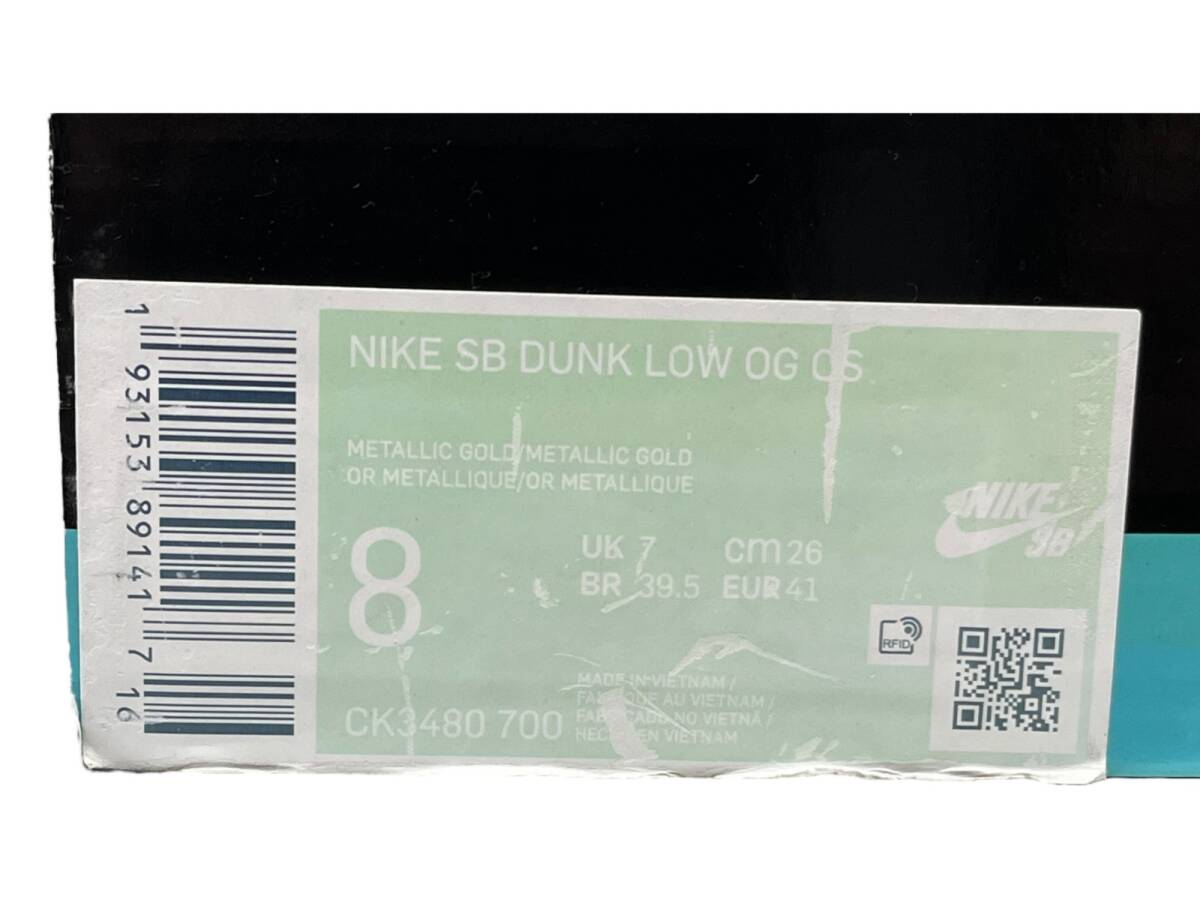 NIKE SB DUNK LOW OG QS
METALLIC GOLD/METALLIC GOLD
OR METALLIQUE/OR METALLIQUE
8
UK 7 cm 26
BR 39.5 EUR 41
NIKE
SB
RFID
CK3480 700
MADE IN VIETNAM /
FABRIQUE AU VIETNAM /
FABRICADO NO VIETNÃ /
HECHO EN VIETNAM
1 93153 89141 7 16